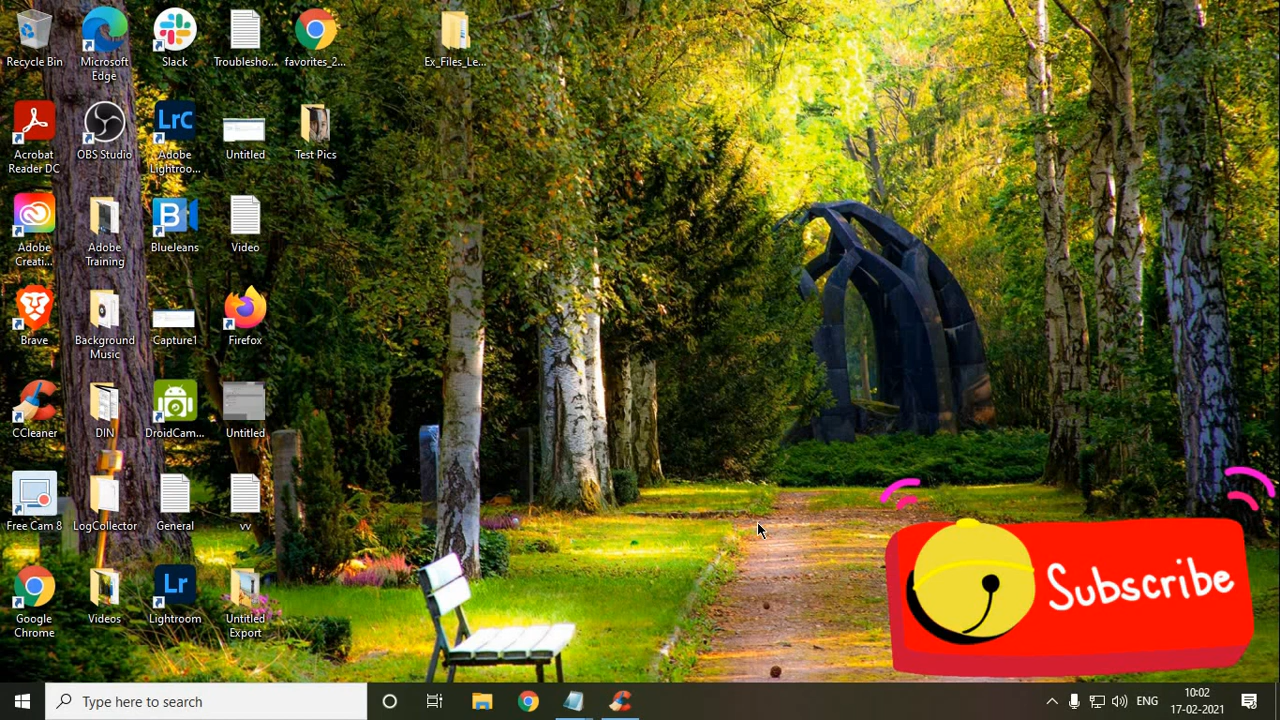 Recycle Bin
Microsoft Edge
Slack
Troublesho...
favorites_2...
Ex_Files_Le...
Acrobat Reader DC
OBS Studio
Adobe Lightroo...
Untitled
Test Pics
Adobe Creati...
Adobe Training
BlueJeans
Video
Brave
Background Music
Capture1
Firefox
CCleaner
DIN
DroidCam...
Untitled
Free Cam 8
LogCollector
General
vv
Google Chrome
Videos
Lightroom
Untitled Export
LrC
B
Lr
Subscribe
Type here to search
ENG
10:02
17-02-2021